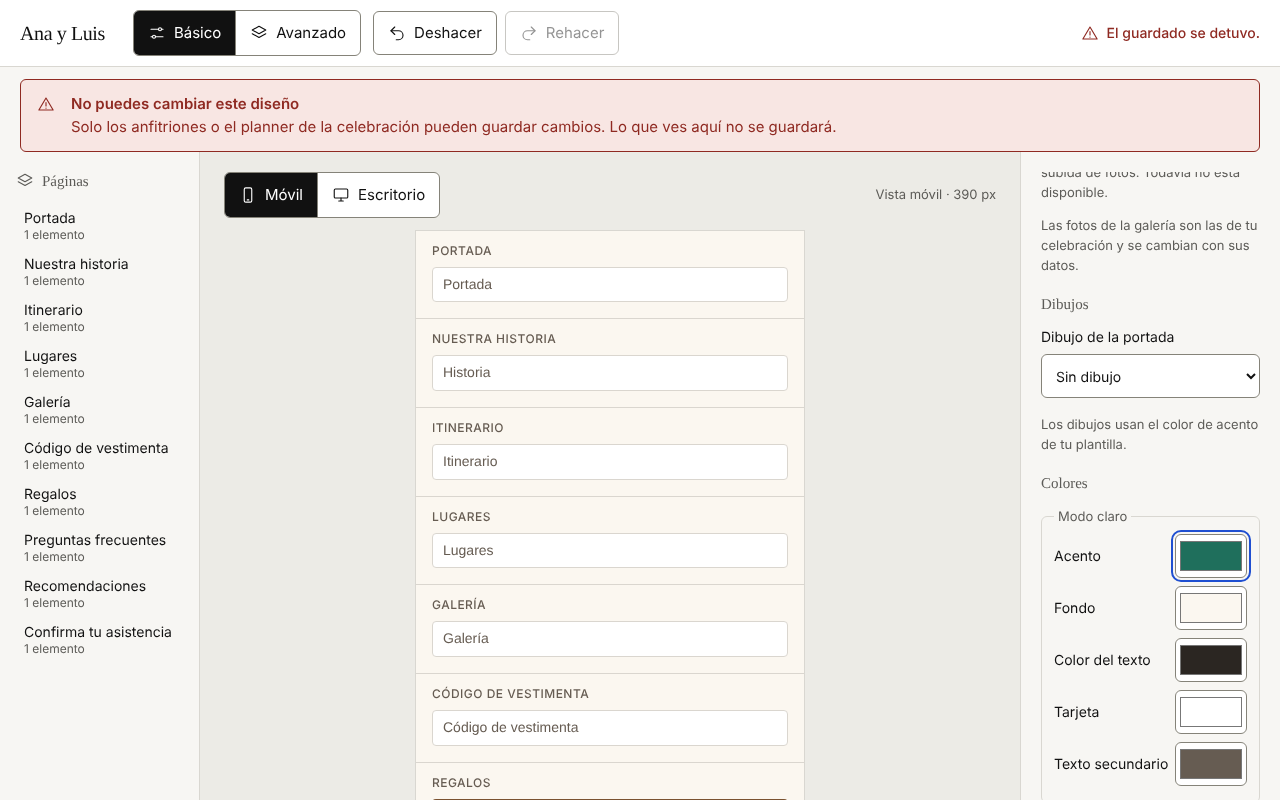 Ana y Luis
Básico
Avanzado
Deshacer
Rehacer
El guardado se detuvo.
No puedes cambiar este diseño
Solo los anfitriones o el planner de la celebración pueden guardar cambios. Lo que ves aquí no se guardará.
Páginas
Portada
1 elemento
Nuestra historia
1 elemento
Itinerario
1 elemento
Lugares
1 elemento
Galería
1 elemento
Código de vestimenta
1 elemento
Regalos
1 elemento
Preguntas frecuentes
1 elemento
Recomendaciones
1 elemento
Confirma tu asistencia
1 elemento
Móvil
Escritorio
Vista móvil · 390 px
PORTADA
Portada
NUESTRA HISTORIA
Historia
ITINERARIO
Itinerario
LUGARES
Lugares
GALERÍA
Galería
CÓDIGO DE VESTIMENTA
Código de vestimenta
REGALOS
subida de fotos. Todavía no está
disponible.
Las fotos de la galería son las de tu
celebración y se cambian con sus
datos.
Dibujos
Dibujo de la portada
Sin dibujo
Los dibujos usan el color de acento
de tu plantilla.
Colores
Modo claro
Acento
Fondo
Color del texto
Tarjeta
Texto secundario